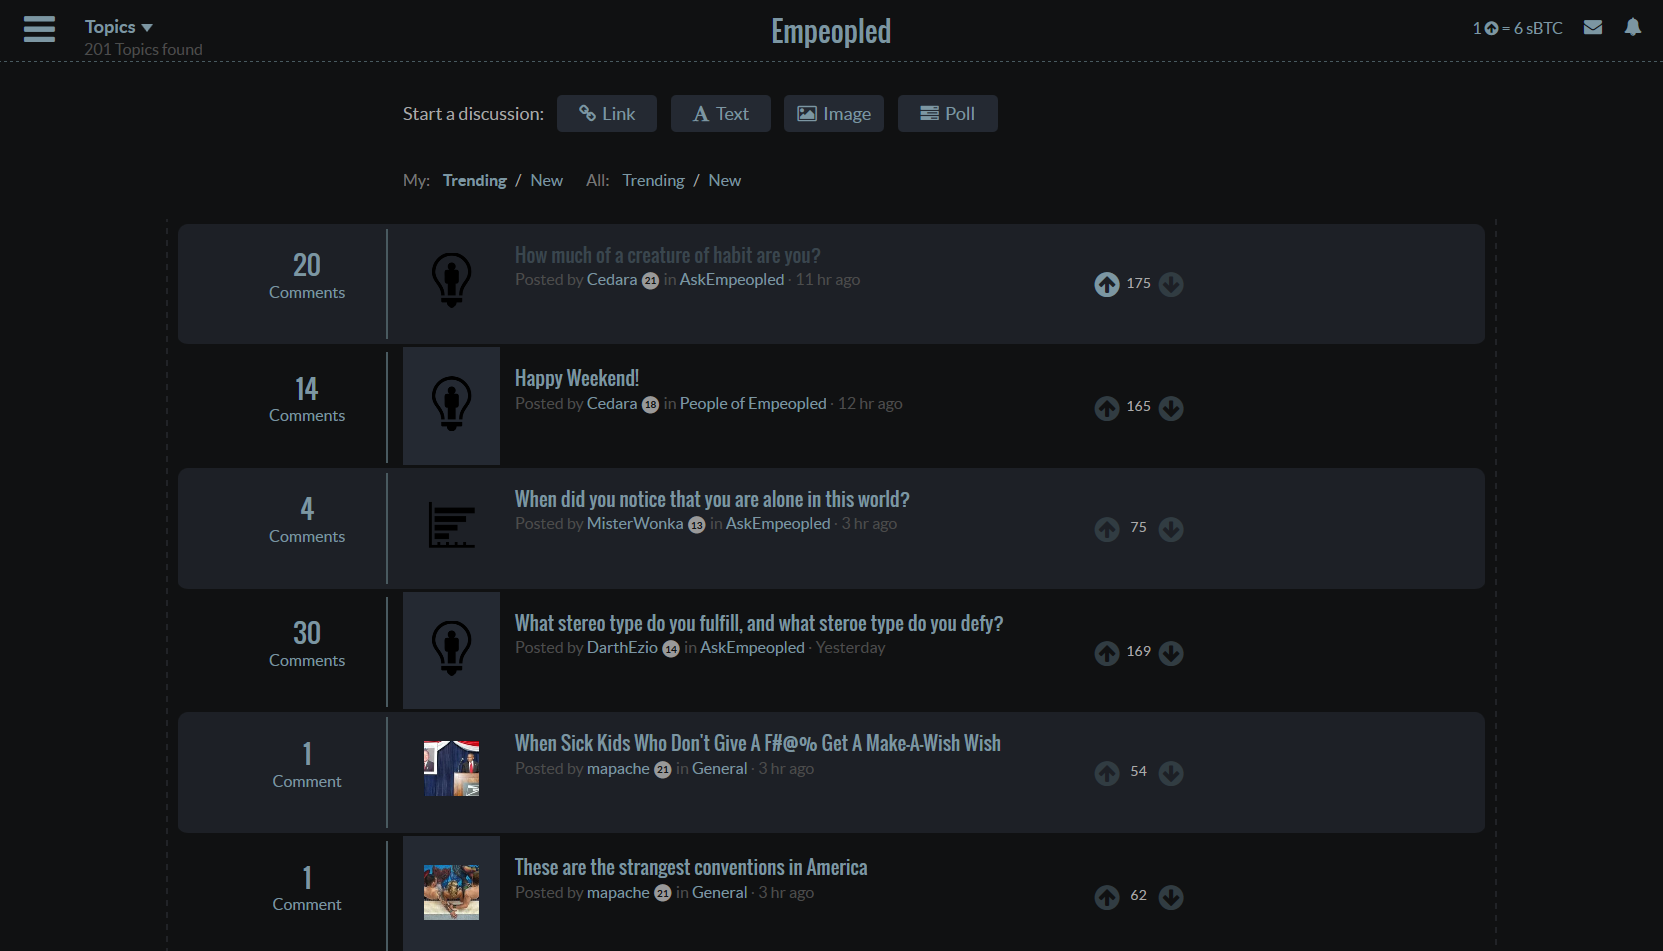 Topics
201 Topics found
Empeopled
1 = 6 sBTC
Start a discussion: Link Text Image Poll
My: Trending / New All: Trending / New
20
Comments
How much of a creature of habit are you?
Posted by Cedara 21 in AskEmpeopled · 11 hr ago
175
14
Comments
Happy Weekend!
Posted by Cedara 18 in People of Empeopled · 12 hr ago
165
4
Comments
When did you notice that you are alone in this world?
Posted by MisterWonka 13 in AskEmpeopled · 3 hr ago
75
30
Comments
What stereo type do you fulfill, and what steroe type do you defy?
Posted by DarthEzio 14 in AskEmpeopled · Yesterday
169
1
Comment
When Sick Kids Who Don't Give A F#@% Get A Make-A-Wish Wish
Posted by mapache 21 in General · 3 hr ago
54
1
Comment
These are the strangest conventions in America
Posted by mapache 21 in General · 3 hr ago
62